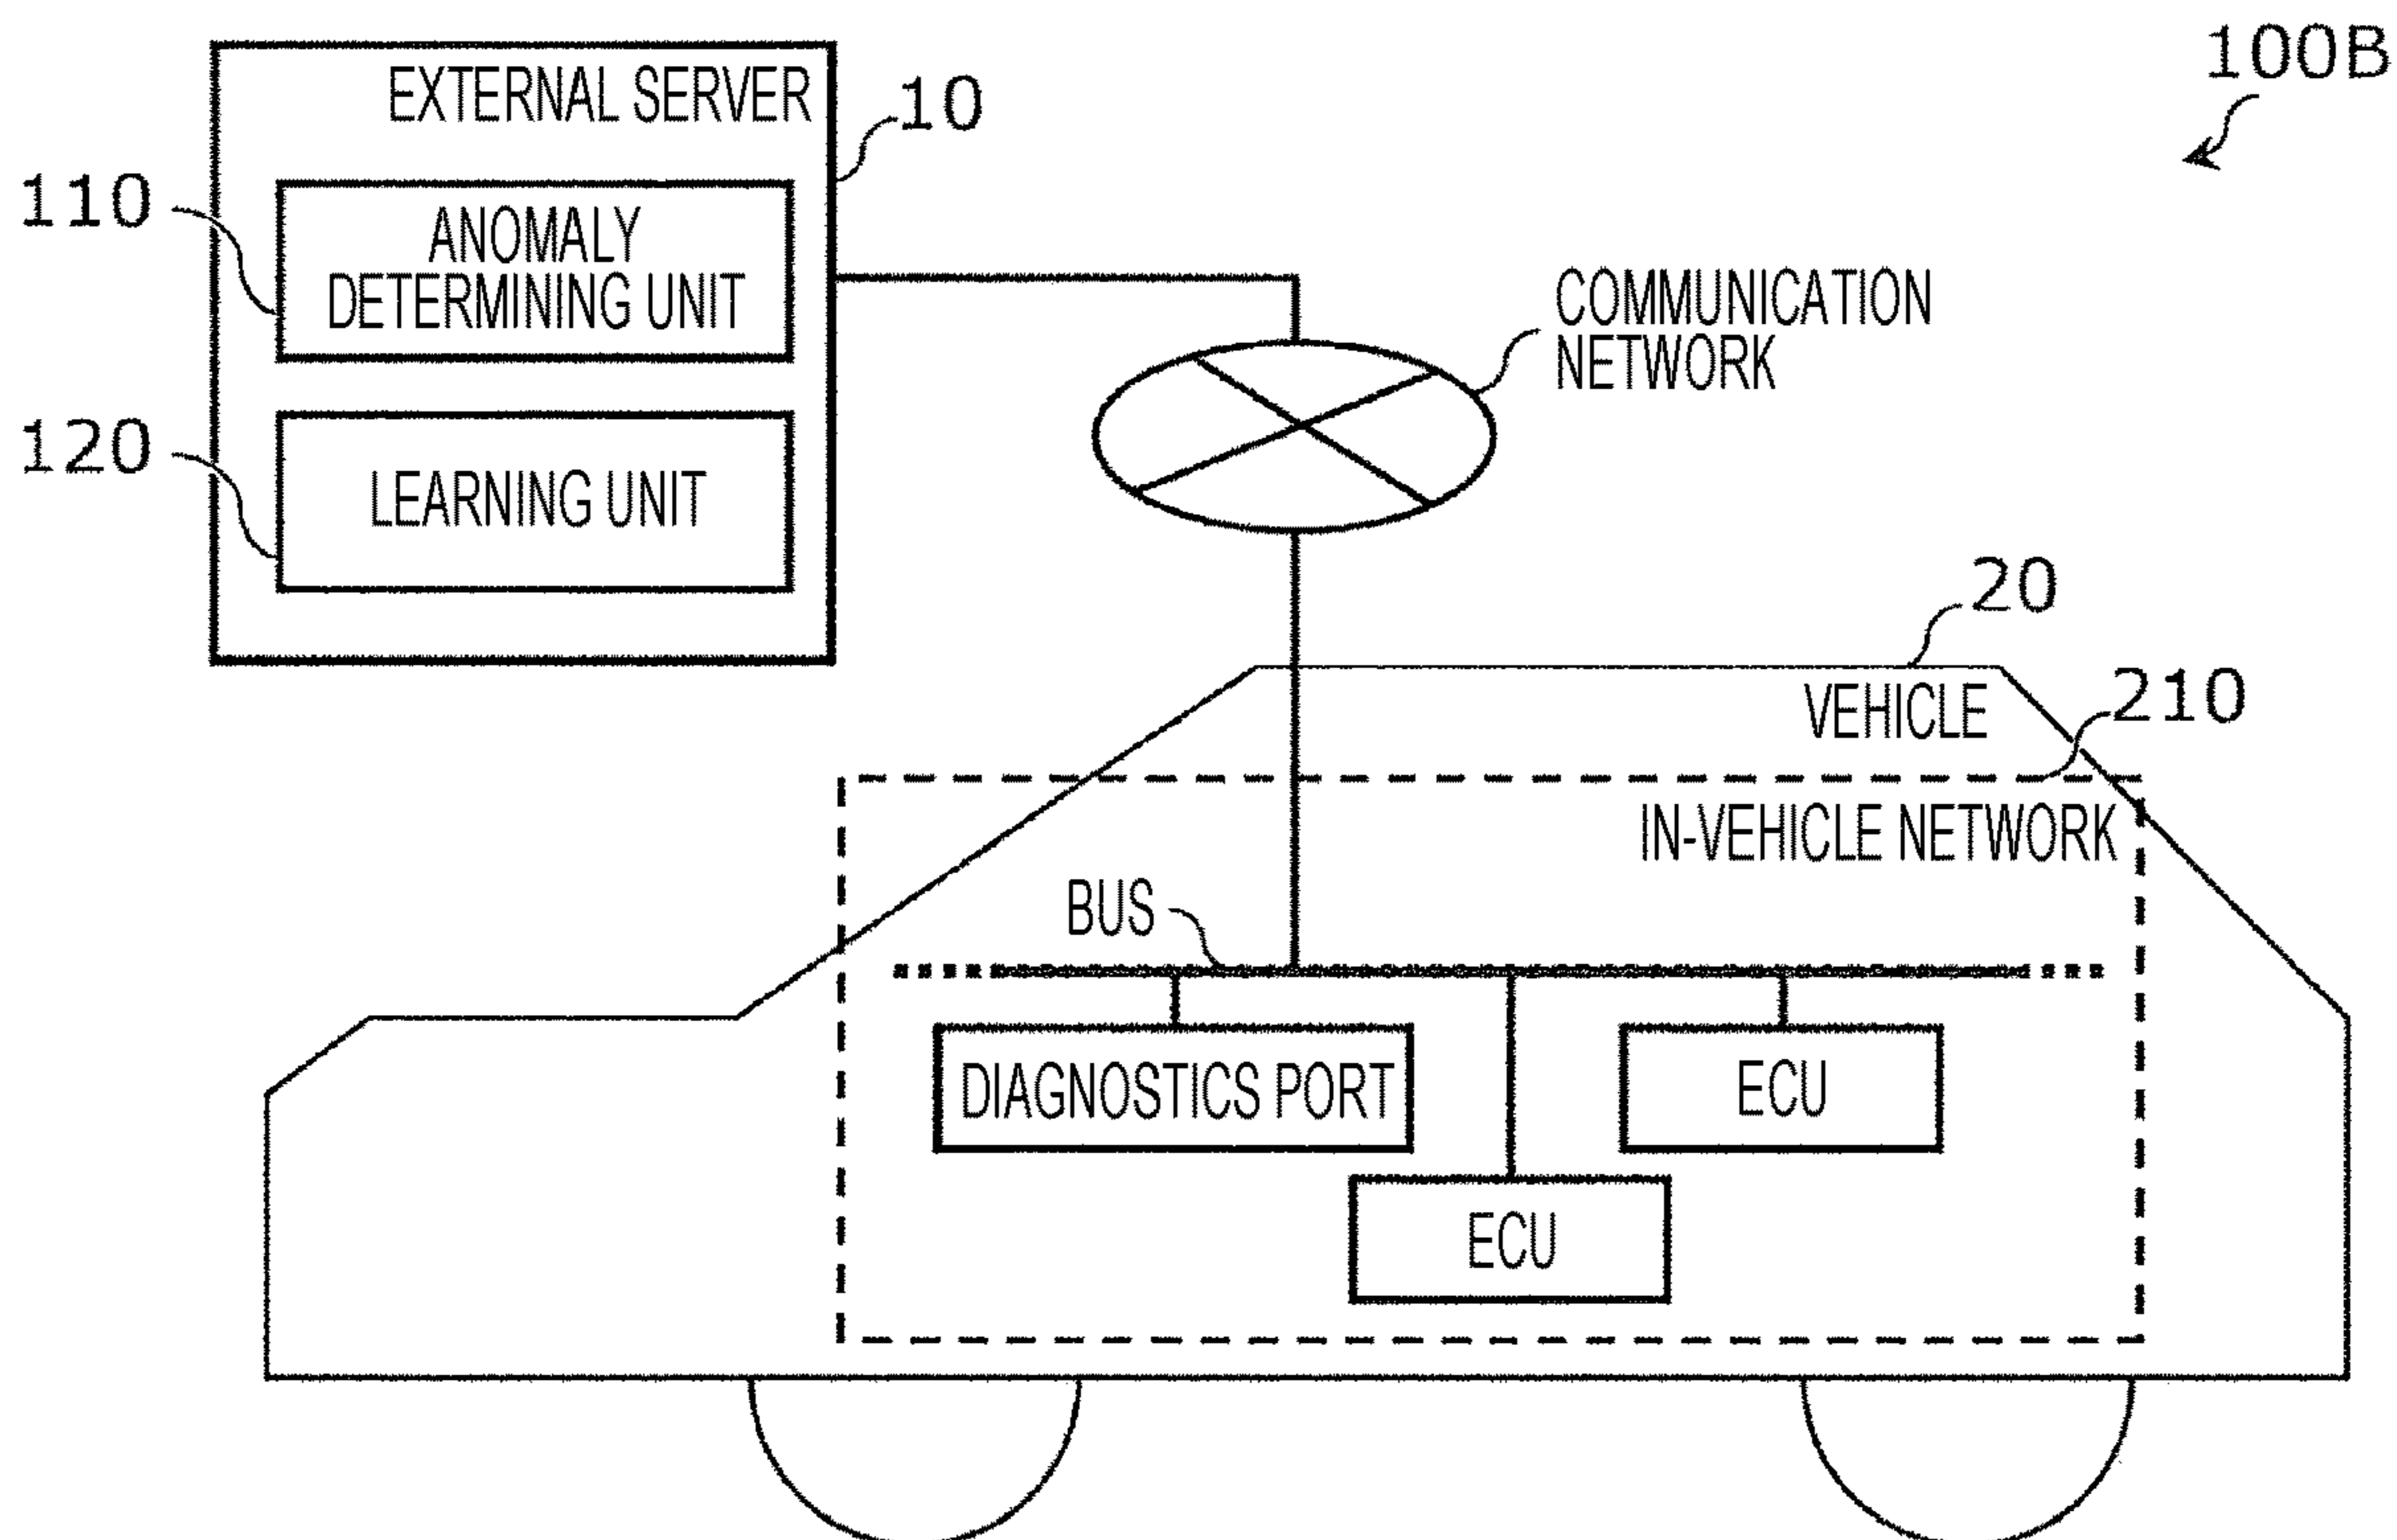 100B
EXTERNAL SERVER
10
110
ANOMALY
DETERMINING UNIT
COMMUNICATION
NETWORK
120
LEARNING UNIT
20
VEHICLE
210
IN-VEHICLE NETWORK
BUS
DIAGNOSTICS PORT
ECU
ECU